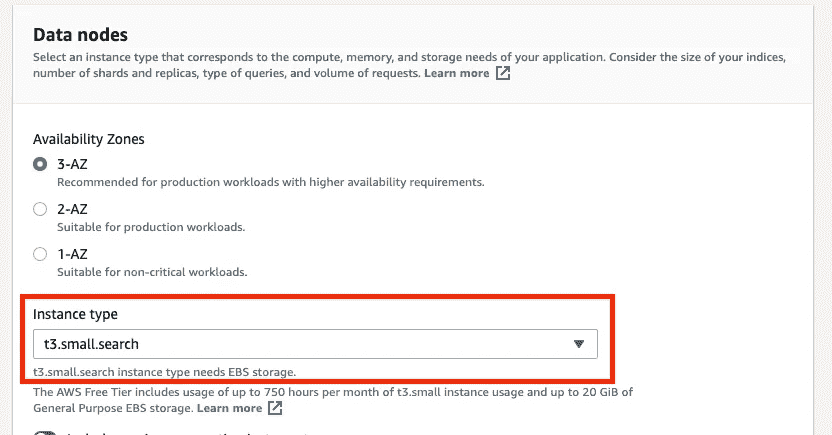 Data nodes
Select an instance type that corresponds to the compute, memory, and storage needs of your application. Consider the size of your indices,
number of shards and replicas, type of queries, and volume of requests. Learn more
Availability Zones
3-AZ
Recommended for production workloads with higher availability requirements.
2-AZ
Suitable for production workloads.
1-AZ
Suitable for non-critical workloads.
Instance type
t3.small.search
t3.small.search instance type needs EBS storage.
The AWS Free Tier includes usage of up to 750 hours per month of t3.small instance usage and up to 20 GiB of
General Purpose EBS storage. Learn more